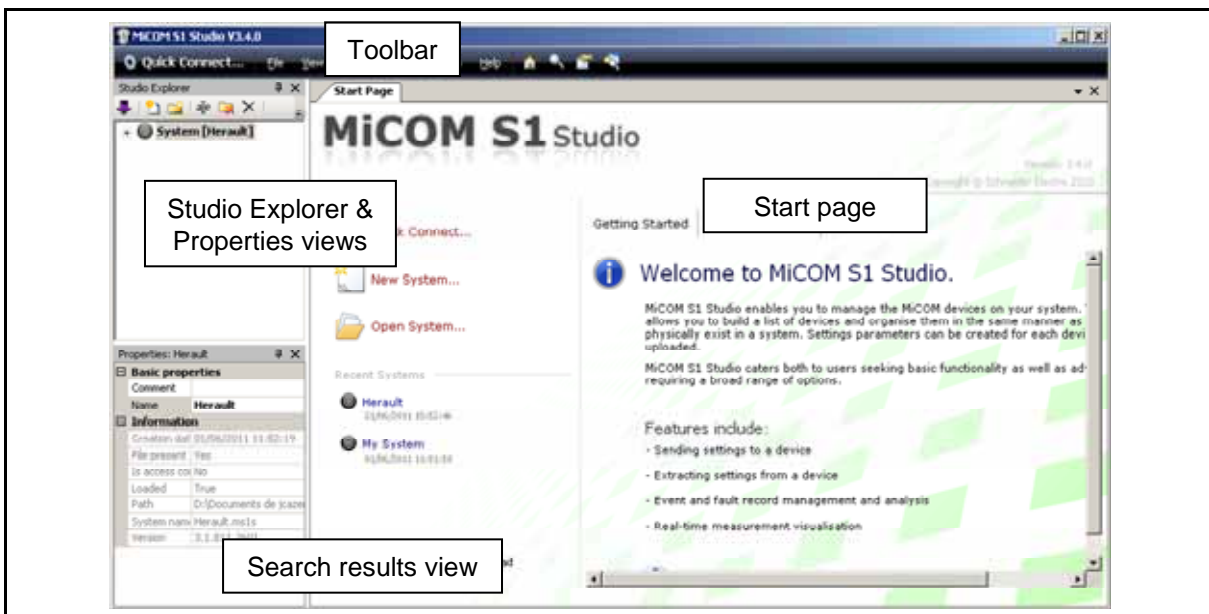 MiCOM S1 Studio V3.4.0
Toolbar
Quick Connect... File Help
Studio Explorer
Start Page
System [Herault]
MiCOM S1 Studio
Studio Explorer &
Properties views
Start page
Connect...
New System...
Open System...
Recent Systems
Herault
My System
Getting Started
Welcome to MiCOM S1 Studio.
MiCOM S1 Studio enables you to manage the MiCOM devices on your system.
allows you to build a list of devices and organise them in the same manner as
physically exist in a system. Settings parameters can be created for each devi
uploaded.
MiCOM S1 Studio caters both to users seeking basic functionality as well as ad
requiring a broad range of options.
Features include:
- Sending settings to a device
- Extracting settings from a device
- Event and fault record management and analysis
- Real-time measurement visualisation
Properties: Herault
Basic properties
Comment
Name Herault
Information
File present Yes
Is access co No
Loaded True
Path D:\Documents de jcaze
System nam Herault.ms1s
Version
Search results view